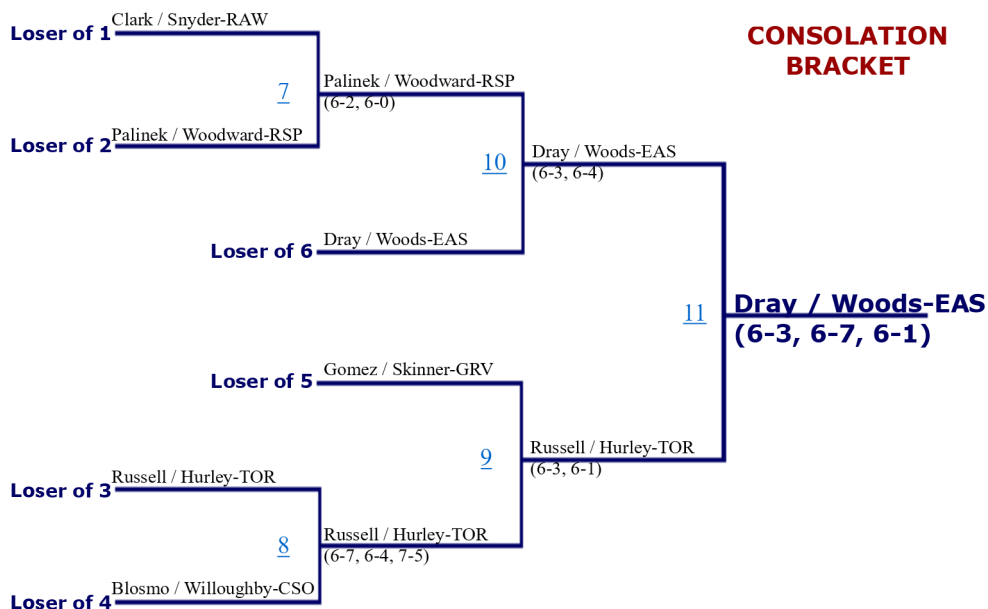 Clark / Snyder-RAW
Loser of 1
CONSOLATION
BRACKET
7
Palinek / Woodward-RSP
(6-2, 6-0)
Palinek / Woodward-RSP
Loser of 2
10
Dray / Woods-EAS
(6-3, 6-4)
Loser of 6
Dray / Woods-EAS
11
Dray / Woods-EAS
(6-3, 6-7, 6-1)
Loser of 5
Gomez / Skinner-GRV
9
Russell / Hurley-TOR
(6-3, 6-1)
Russell / Hurley-TOR
Loser of 3
8
Russell / Hurley-TOR
(6-7, 6-4, 7-5)
Blosmo / Willoughby-CSO
Loser of 4